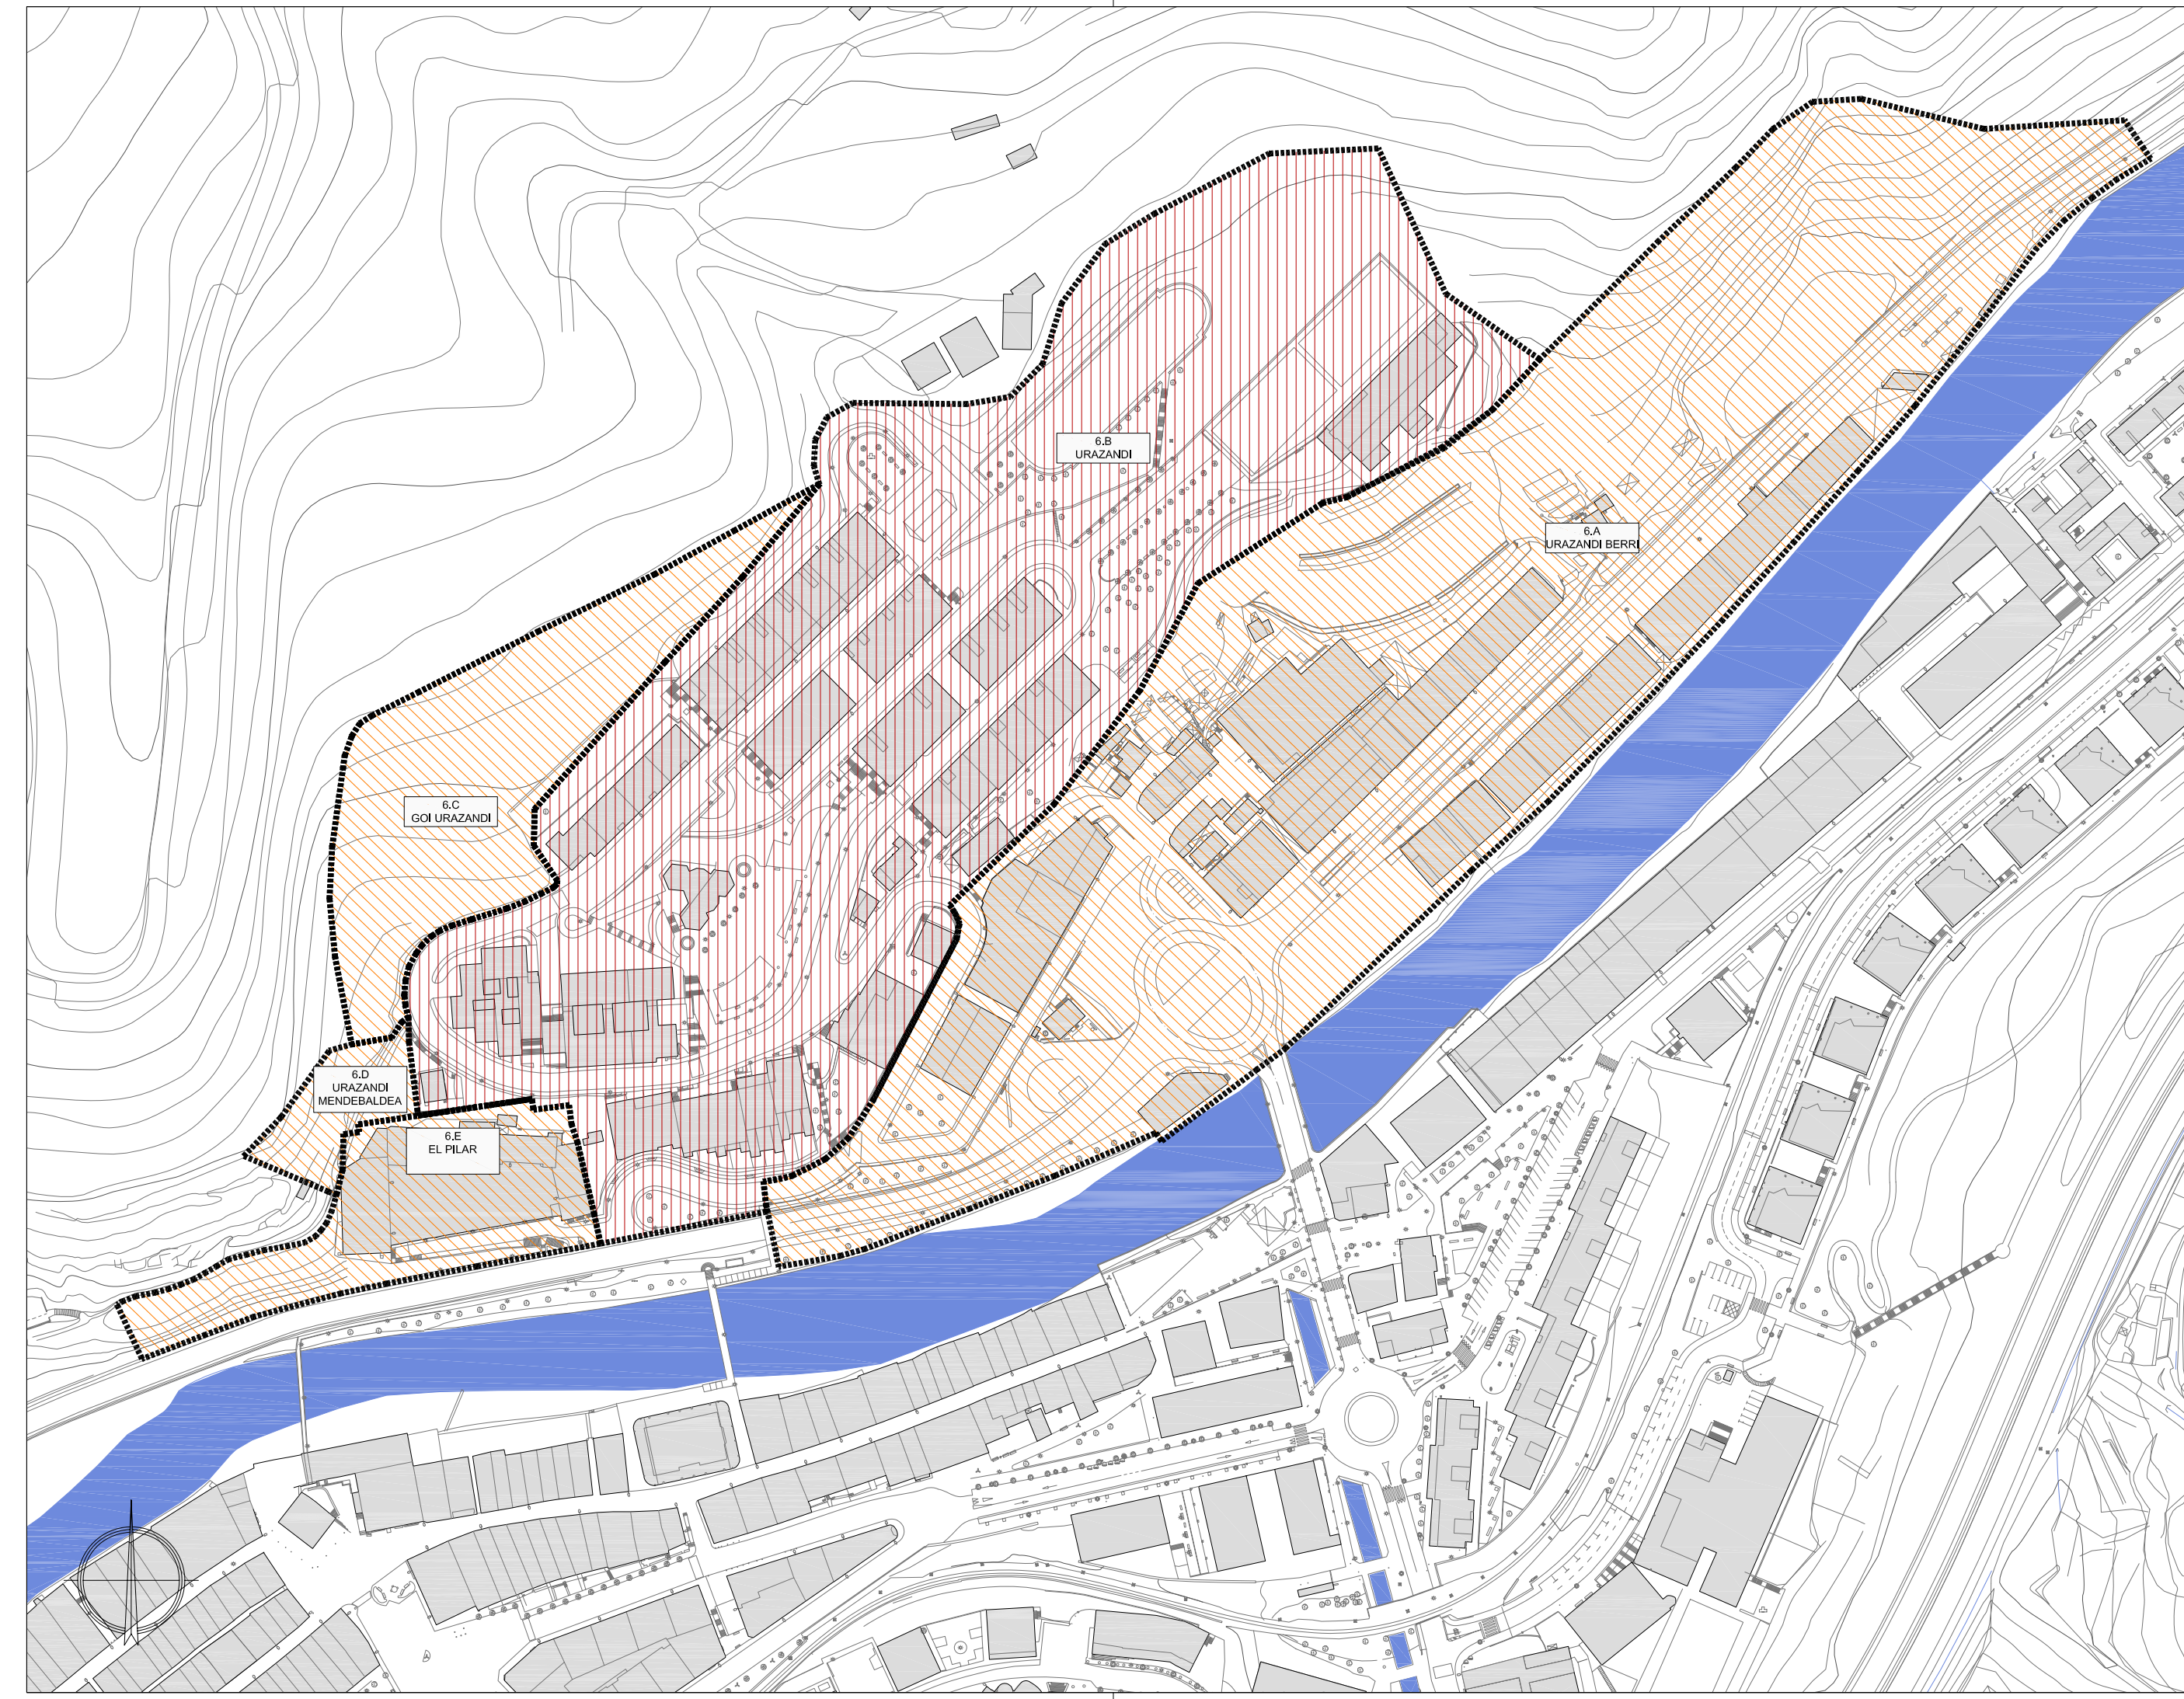 6.B
URAZANDI
6.A
URAZANDI BERRI
6.C
GOI URAZANDI
6.D
URAZANDI
MENDEBALDEA
6.E
EL PILAR